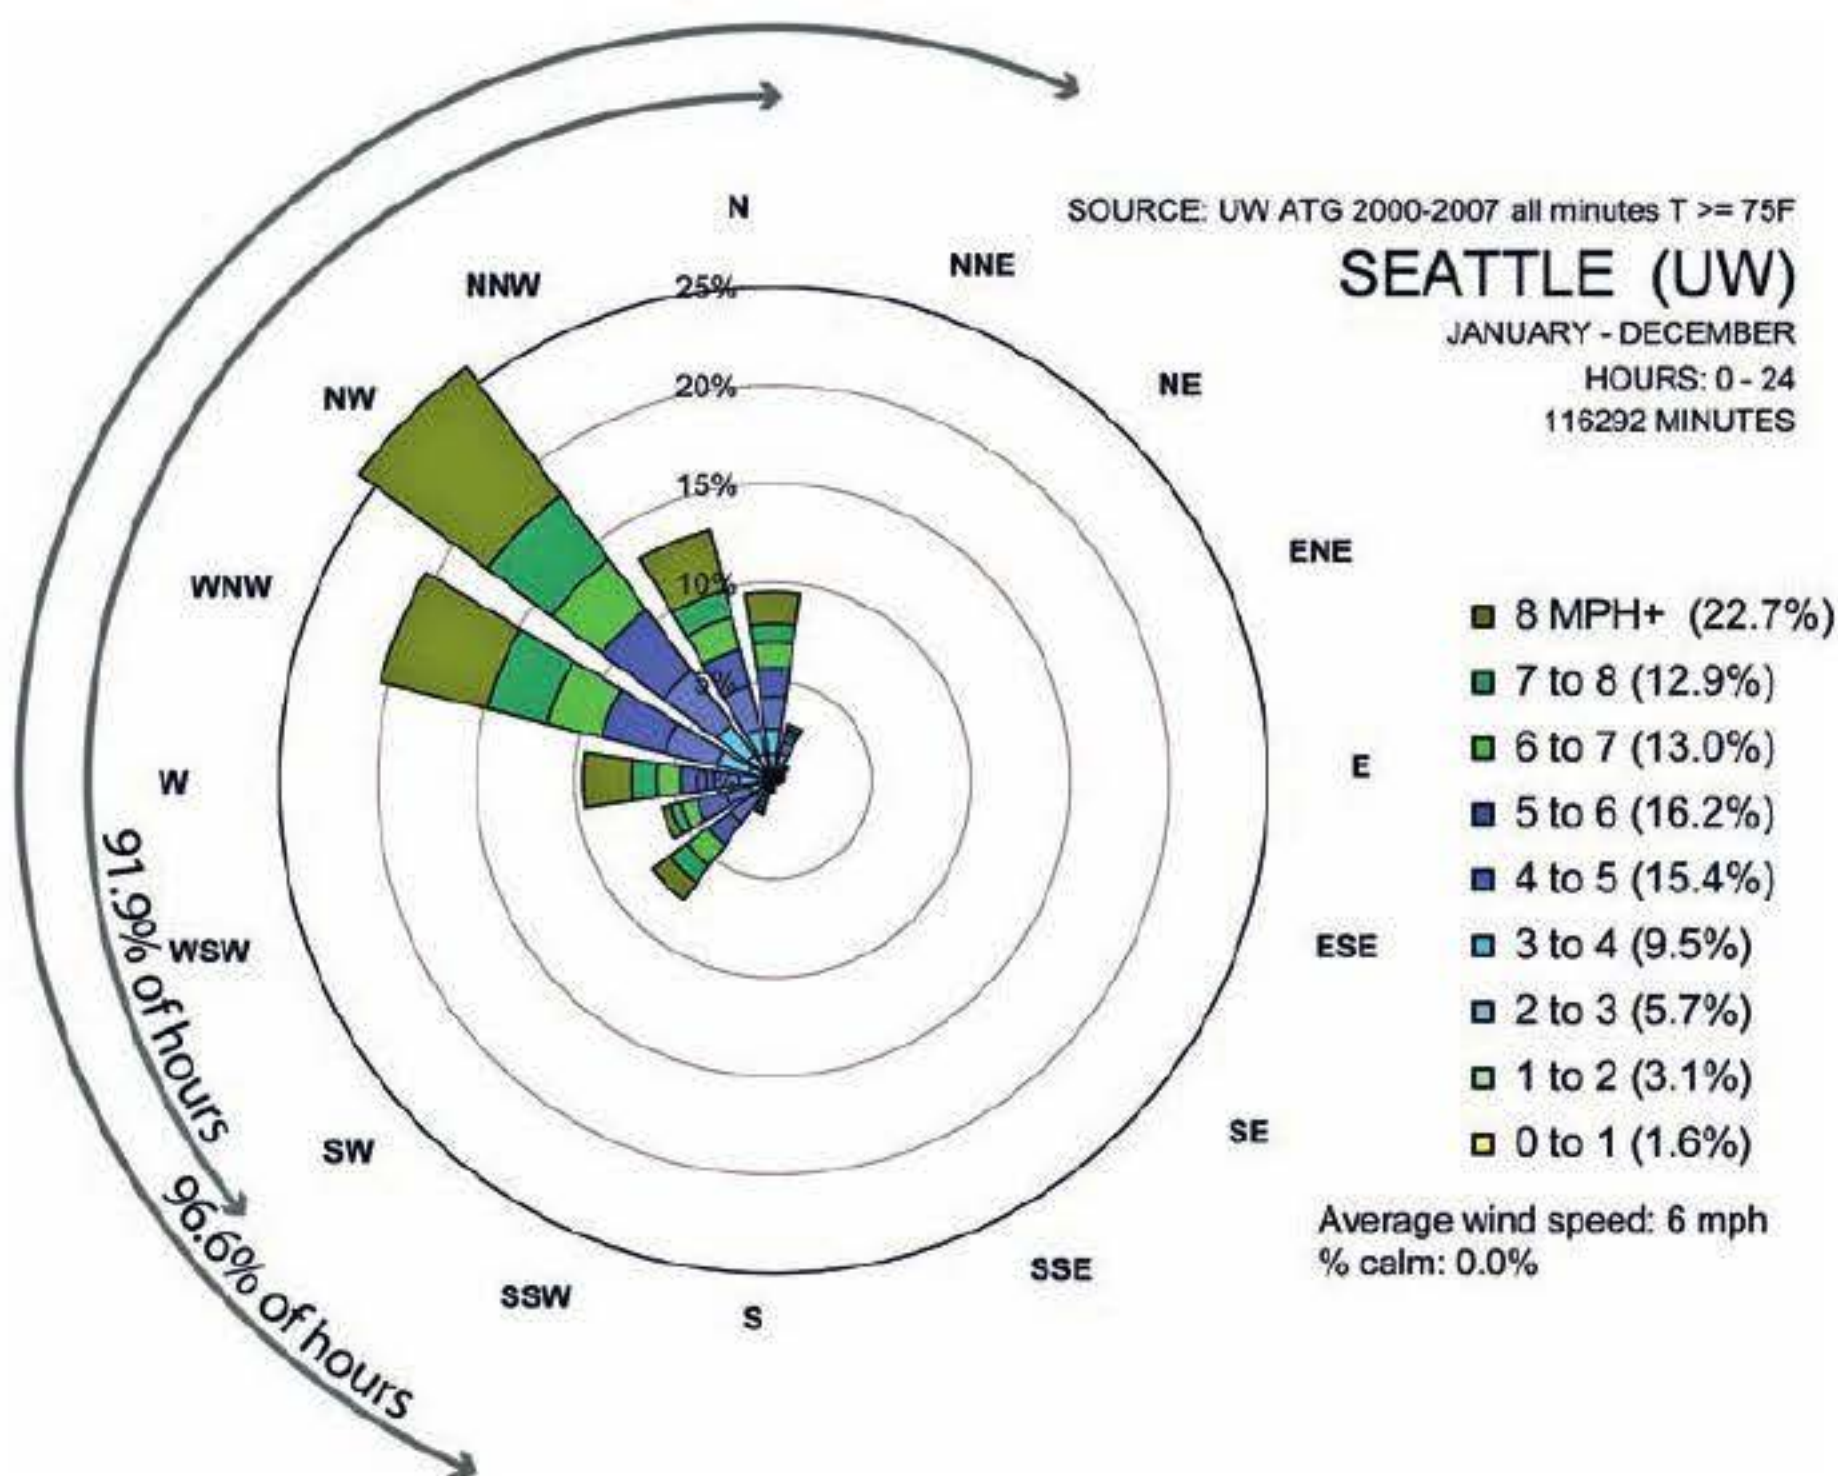 N
SOURCE: UW ATG 2000-2007 all minutes T >= 75F
SEATTLE (UW)
JANUARY - DECEMBER
HOURS: 0 - 24
116292 MINUTES
NNW
NNE
25%
NW
NE
20%
15%
WNW
ENE
10%
5%
0%
W
E
WSW
ESE
SW
SE
SSW
SSE
S
8 MPH+ (22.7%)
7 to 8 (12.9%)
6 to 7 (13.0%)
5 to 6 (16.2%)
4 to 5 (15.4%)
3 to 4 (9.5%)
2 to 3 (5.7%)
1 to 2 (3.1%)
0 to 1 (1.6%)
Average wind speed: 6 mph
% calm: 0.0%
91.9% of hours
96.6% of hours